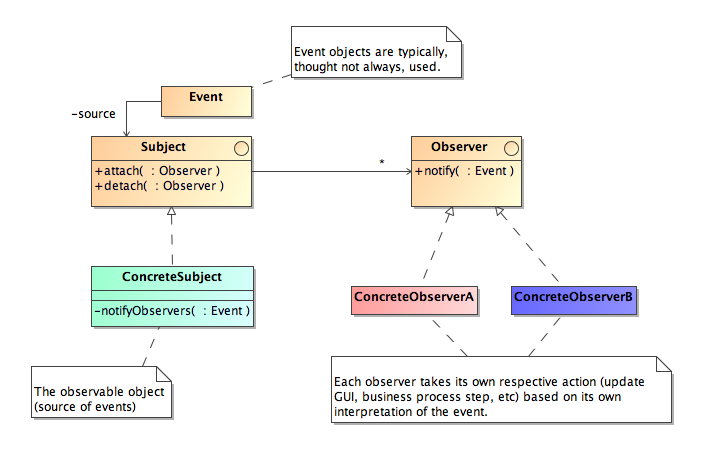 Event objects are typically,
thought not always, used.
Event
-source
Subject
+attach( : Observer )
+detach( : Observer )
*
Observer
+notify( : Event )
ConcreteSubject
-notifyObservers( : Event )
ConcreteObserverA
ConcreteObserverB
The observable object
(source of events)
Each observer takes its own respective action (update
GUI, business process step, etc) based on its own
interpretation of the event.